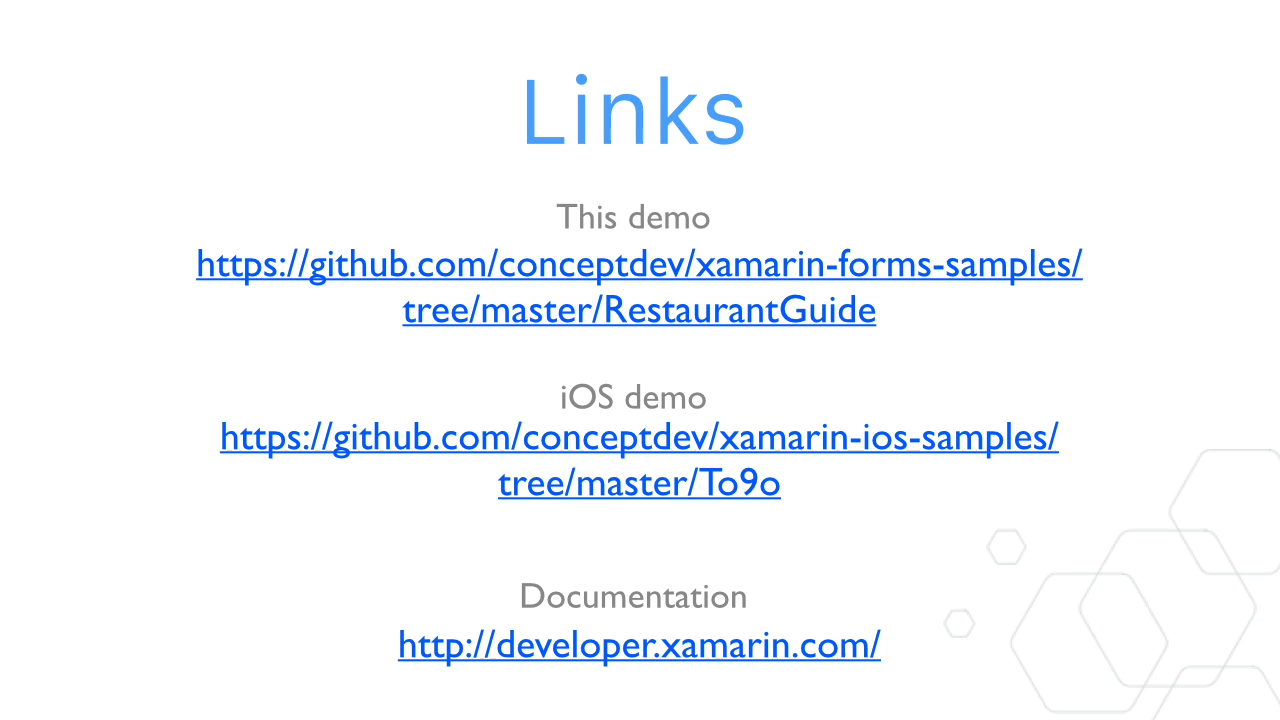 Links
This demo
https://github.com/conceptdev/xamarin-forms-samples/
tree/master/RestaurantGuide
iOS demo
https://github.com/conceptdev/xamarin-ios-samples/
tree/master/To9o
Documentation
http://developer.xamarin.com/